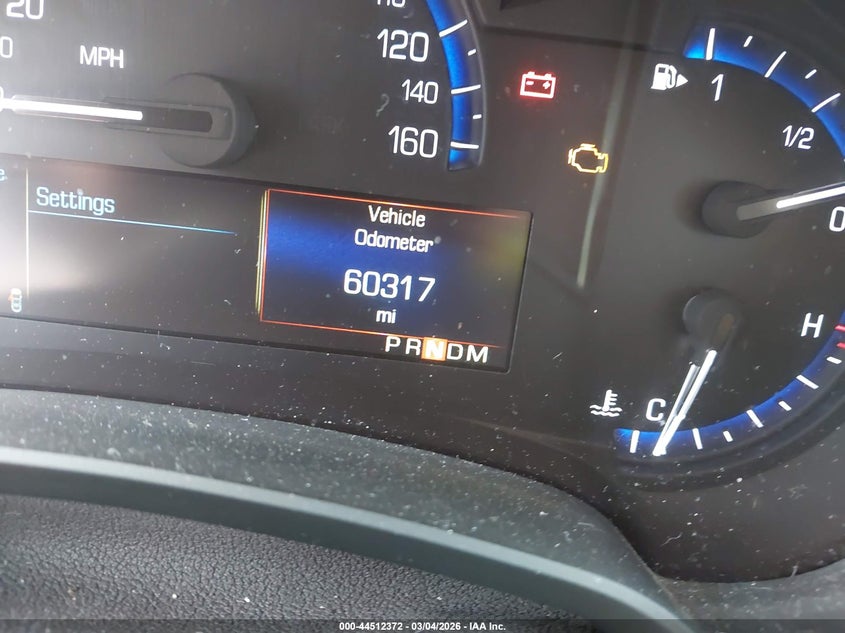 20
MPH
120
140
160
1
1/2
0
H
C
Settings
Vehicle
Odometer
60317
mi
PRNDM
000-44512372 - 03/04/2026 - IAA Inc.